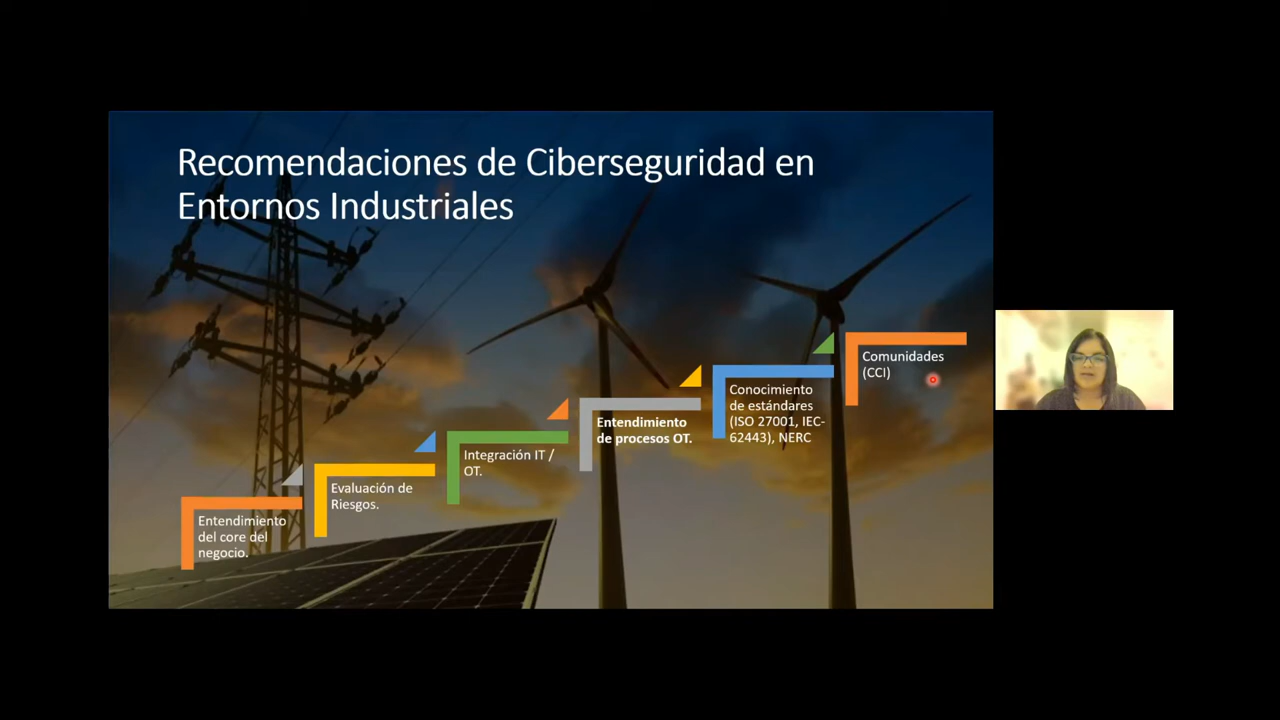 Recomendaciones de Ciberseguridad en
Entornos Industriales
Entendimiento
del core del
negocio.
Evaluación de
Riesgos.
Integración IT /
OT.
Entendimiento
de procesos OT.
Conocimiento
de estándares
(ISO 27001, IEC-
62443), NERC
Comunidades
(CCI)